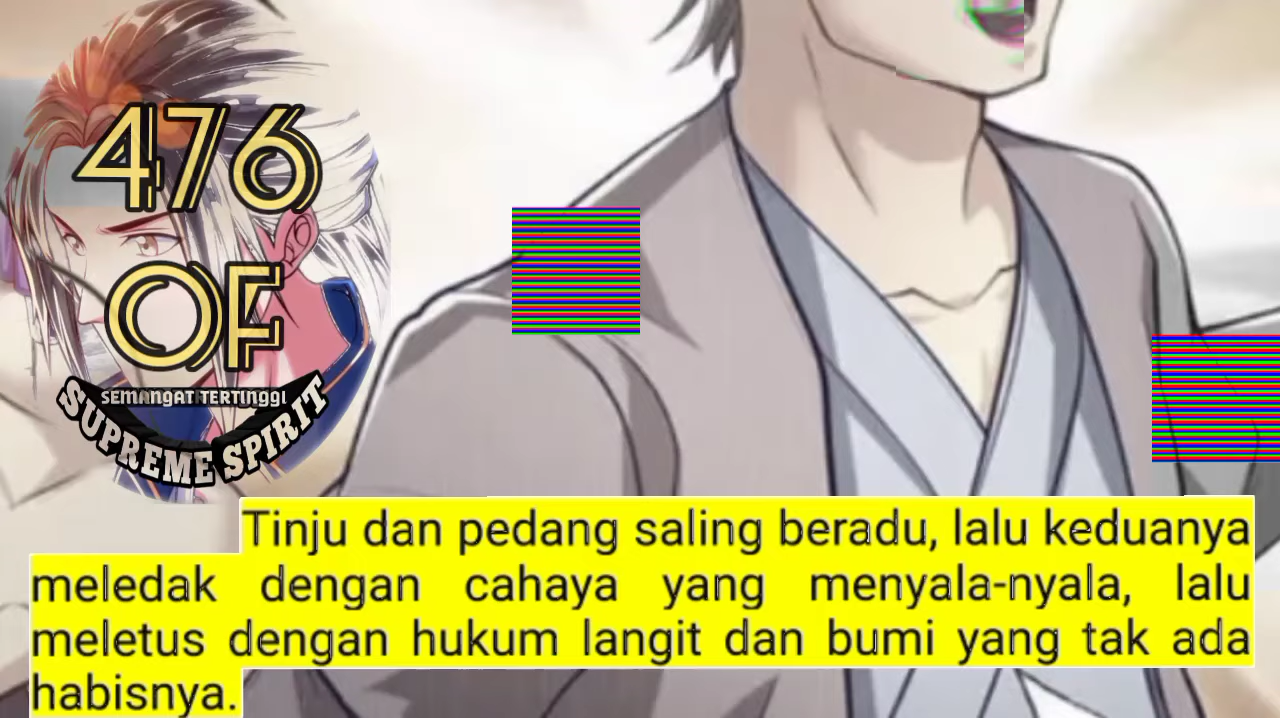 476
OF
SEMANGAT TERTINGGI
SUPREME SPIRIT
Tinju dan pedang saling beradu, lalu keduanya
meledak dengan cahaya yang menyala-nyala, lalu
meletus dengan hukum langit dan bumi yang tak ada
habisnya.